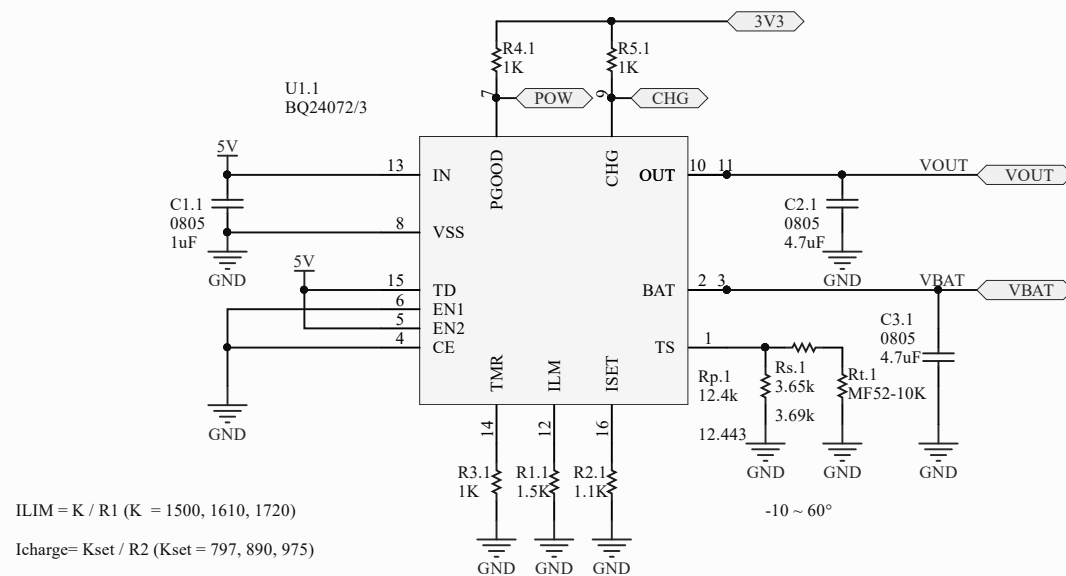 3V3
R4.1
1K
R5.1
1K
U1.1
BQ24072/3
7
POW
9
CHG
5V
13
IN
PGOOD
CHG
OUT
10
11
VOUT
VOUT
C1.1
0805
1uF
8
VSS
GND
C2.1
0805
4.7uF
GND
5V
15
TD
6
EN1
5
EN2
4
CE
BAT
2
3
VBAT
VBAT
C3.1
0805
4.7uF
TS
1
TMR
ILM
ISET
Rp.1
12.4k
12.443
Rs.1
3.65k
3.69k
Rt.1
MF52-10K
GND
14
12
16
GND
GND
GND
R3.1
1K
R1.1
1.5K
R2.1
1.1K
ILIM = K / R1 (K = 1500, 1610, 1720)
-10 ~ 60°
Icharge= Kset / R2 (Kset = 797, 890, 975)
GND
GND
GND